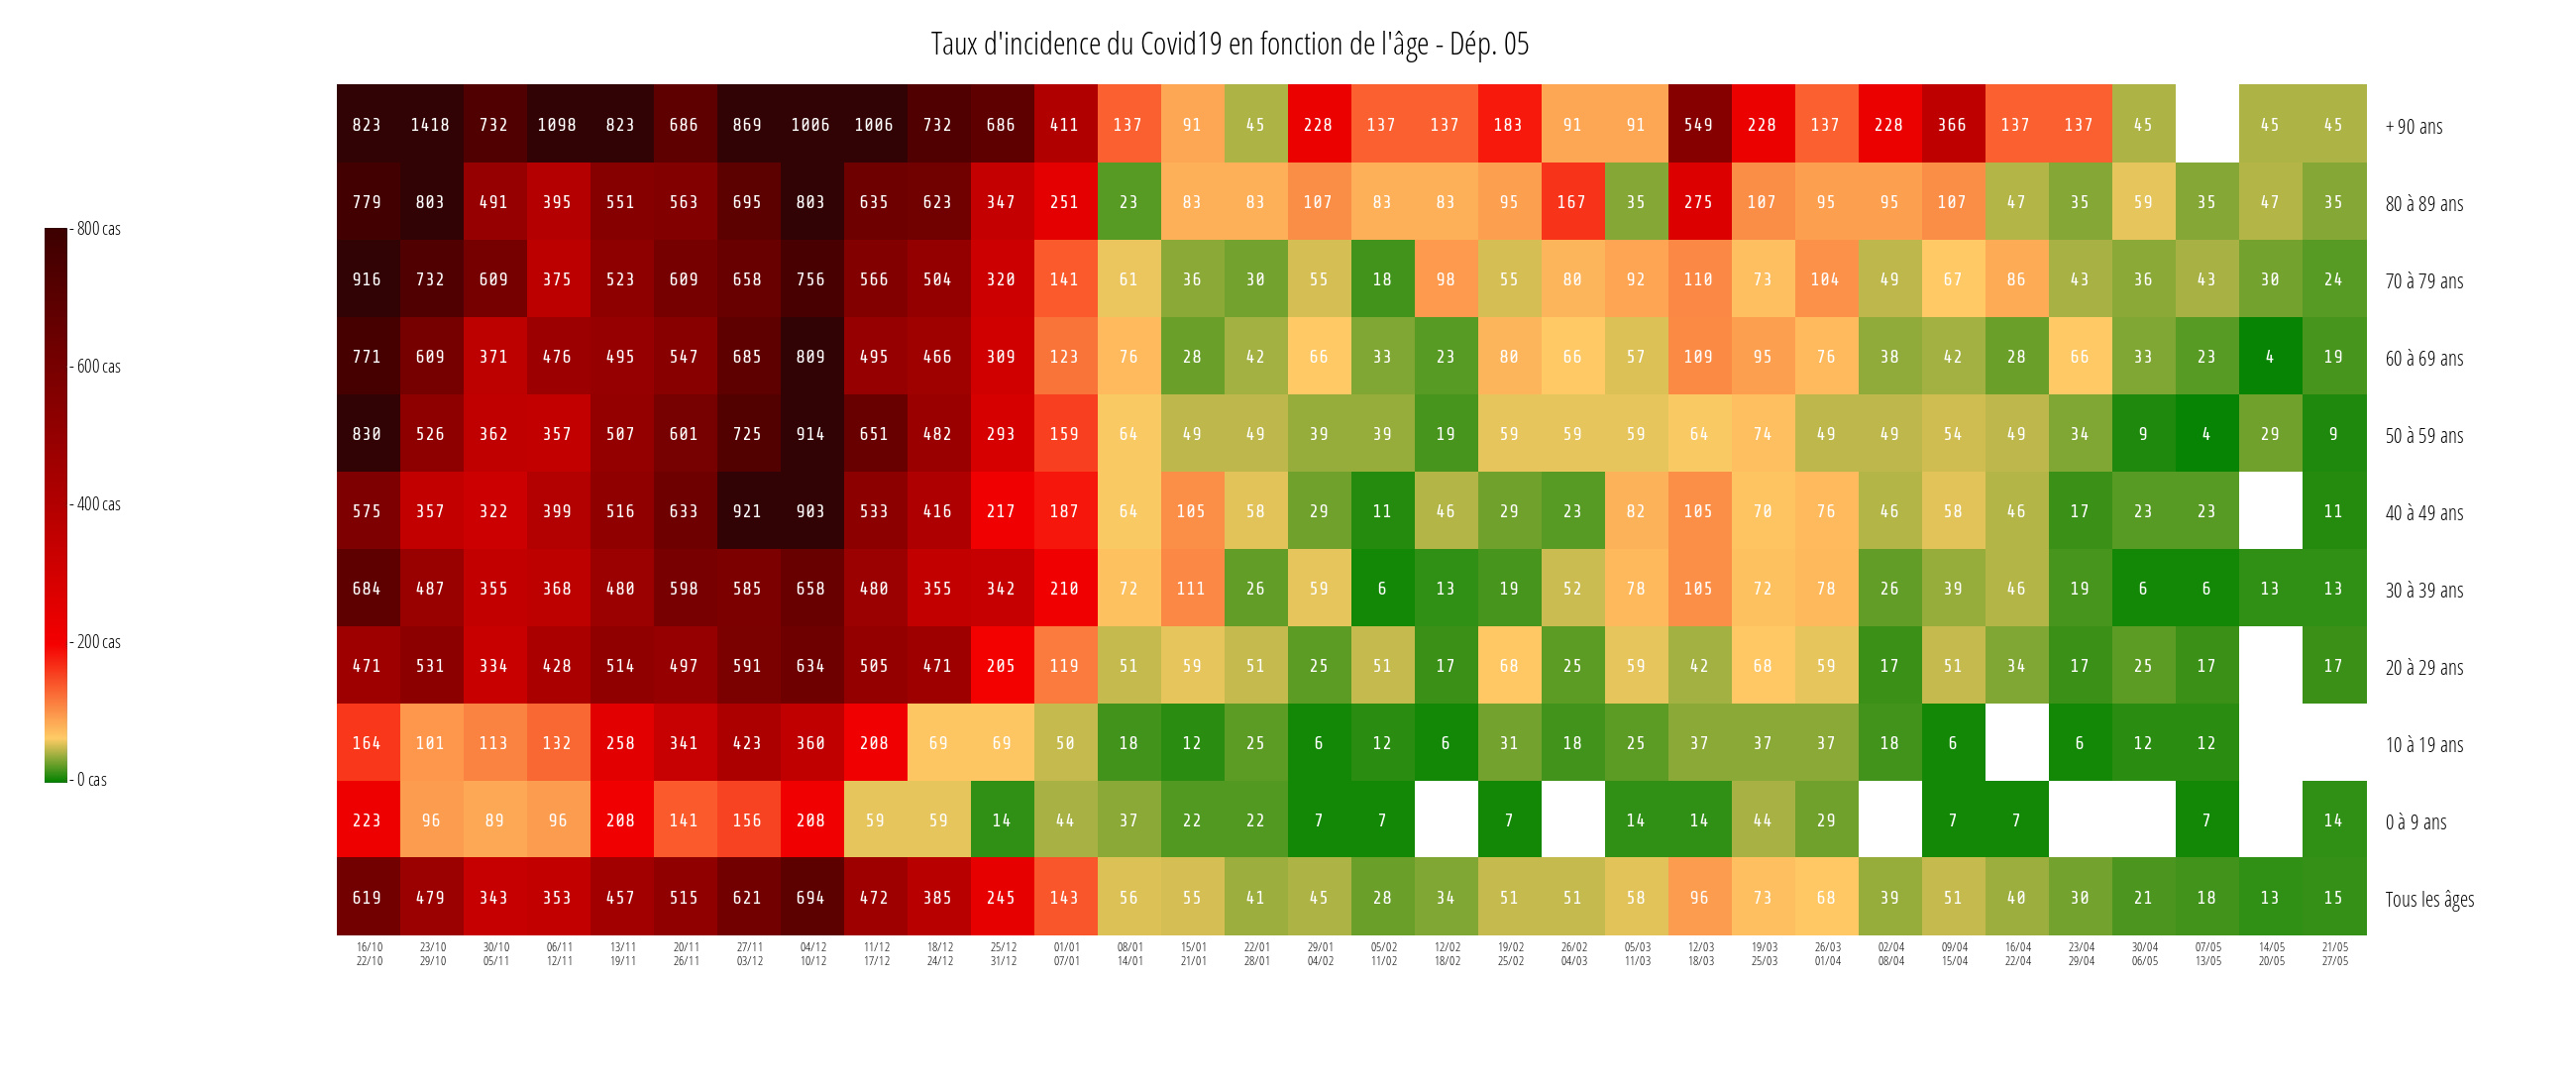 Taux d'incidence du Covid19 en fonction de l'âge - Dép. 05
- 800 cas
- 600 cas
- 400 cas
- 200 cas
- 0 cas
823 1418 732 1098 823 686 869 1006 1006 732 686 411 137 91 45 228 137 137 183 91 91 549 228 137 228 366 137 137 45 45 45 + 90 ans
779 803 491 395 551 563 695 803 635 623 347 251 23 83 83 107 83 83 95 167 35 275 107 95 95 107 47 35 59 35 47 35 80 à 89 ans
916 732 609 375 523 609 658 756 566 504 320 141 61 36 30 55 18 98 55 80 92 110 73 104 49 67 86 43 36 43 30 24 70 à 79 ans
771 609 371 476 495 547 685 809 495 466 309 123 76 28 42 66 33 23 80 66 57 109 95 76 38 42 28 66 33 23 4 19 60 à 69 ans
830 526 362 357 507 601 725 914 651 482 293 159 64 49 49 39 39 19 59 59 59 64 74 49 49 54 49 34 9 4 29 9 50 à 59 ans
575 357 322 399 516 633 921 903 533 416 217 187 64 105 58 29 11 46 29 23 82 105 70 76 46 58 46 17 23 23 11 40 à 49 ans
684 487 355 368 480 598 585 658 480 355 342 210 72 111 26 59 6 13 19 52 78 105 72 78 26 39 46 19 6 6 13 13 30 à 39 ans
471 531 334 428 514 497 591 634 505 471 205 119 51 59 51 25 51 17 68 25 59 42 68 59 17 51 34 17 25 17 17 20 à 29 ans
164 101 113 132 258 341 423 360 208 69 69 50 18 12 25 6 12 6 31 18 25 37 37 37 18 6 6 12 12 10 à 19 ans
223 96 89 96 208 141 156 208 59 59 14 44 37 22 22 7 7 7 14 14 44 29 7 7 7 14 0 à 9 ans
619 479 343 353 457 515 621 694 472 385 245 143 56 55 41 45 28 34 51 51 58 96 73 68 39 51 40 30 21 18 13 15 Tous les âges
16/10 23/10 30/10 06/11 13/11 20/11 27/11 04/12 11/12 18/12 25/12 01/01 08/01 15/01 22/01 29/01 05/02 12/02 19/02 26/02 05/03 12/03 19/03 26/03 02/04 09/04 16/04 23/04 30/04 07/05 14/05 21/05
22/10 29/10 05/11 12/11 19/11 26/11 03/12 10/12 17/12 24/12 31/12 07/01 14/01 21/01 28/01 04/02 11/02 18/02 25/02 04/03 11/03 18/03 25/03 01/04 08/04 15/04 22/04 29/04 06/05 13/05 20/05 27/05